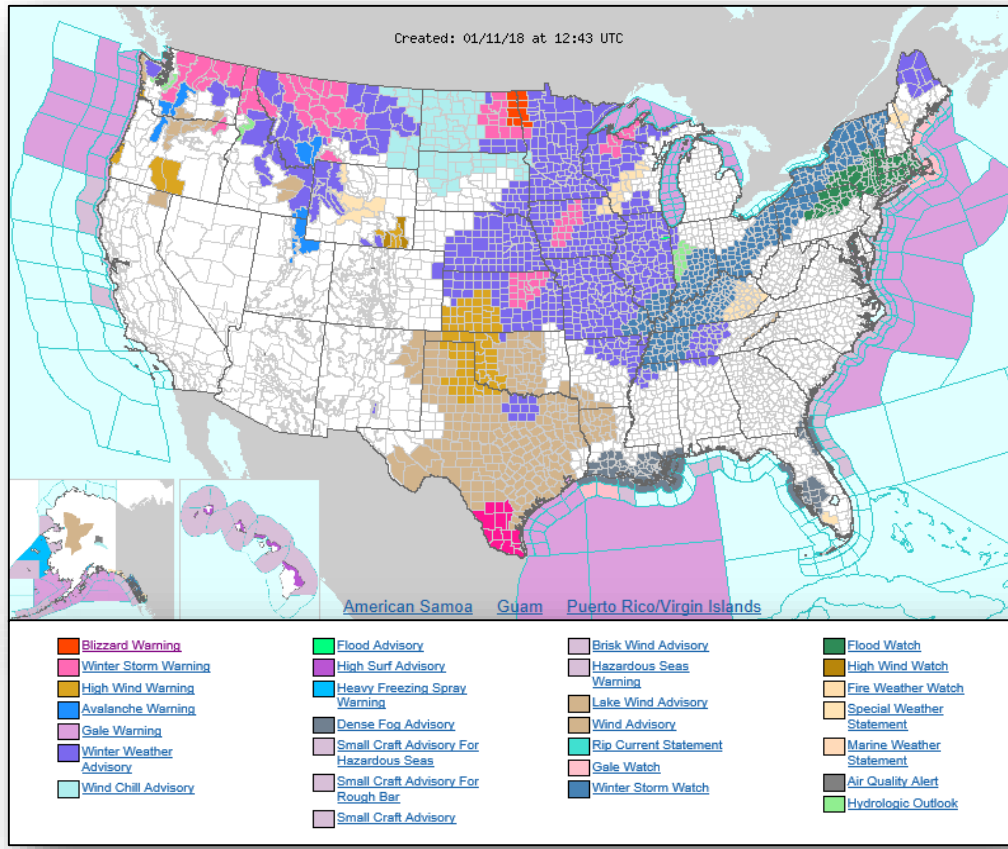 Created: 01/11/18 at 12:43 UTC
American Samoa Guam Puerto Rico/Virgin Islands
Blizzard Warning
Winter Storm Warning
High Wind Warning
Avalanche Warning
Gale Warning
Winter Weather
Advisory
Wind Chill Advisory
Flood Advisory
High Surf Advisory
Heavy Freezing Spray
Warning
Dense Fog Advisory
Small Craft Advisory For
Hazardous Seas
Small Craft Advisory For
Rough Bar
Small Craft Advisory
Brisk Wind Advisory
Hazardous Seas
Warning
Lake Wind Advisory
Wind Advisory
Rip Current Statement
Gale Watch
Winter Storm Watch
Flood Watch
High Wind Watch
Fire Weather Watch
Special Weather
Statement
Marine Weather
Statement
Air Quality Alert
Hydrologic Outlook